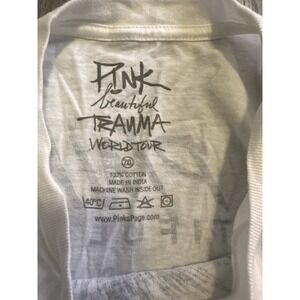 P!NK
beautiful
TRAUMA
WORLD TOUR
2XL
100% COTTON
MADE IN INDIA
MACHINE WASH INSIDE OUT
40°C/
www.PinksPage.com